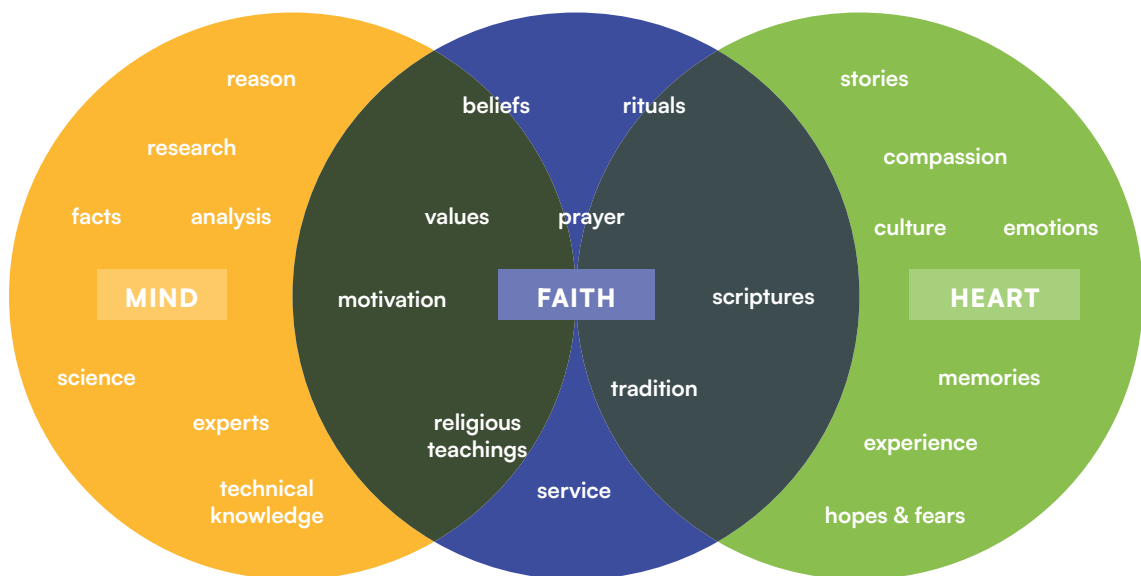 reason
research
facts
analysis
MIND
science
experts
technical
knowledge
beliefs
rituals
values
prayer
motivation
FAITH
scriptures
tradition
religious
teachings
service
stories
compassion
culture
emotions
HEART
memories
experience
hopes & fears